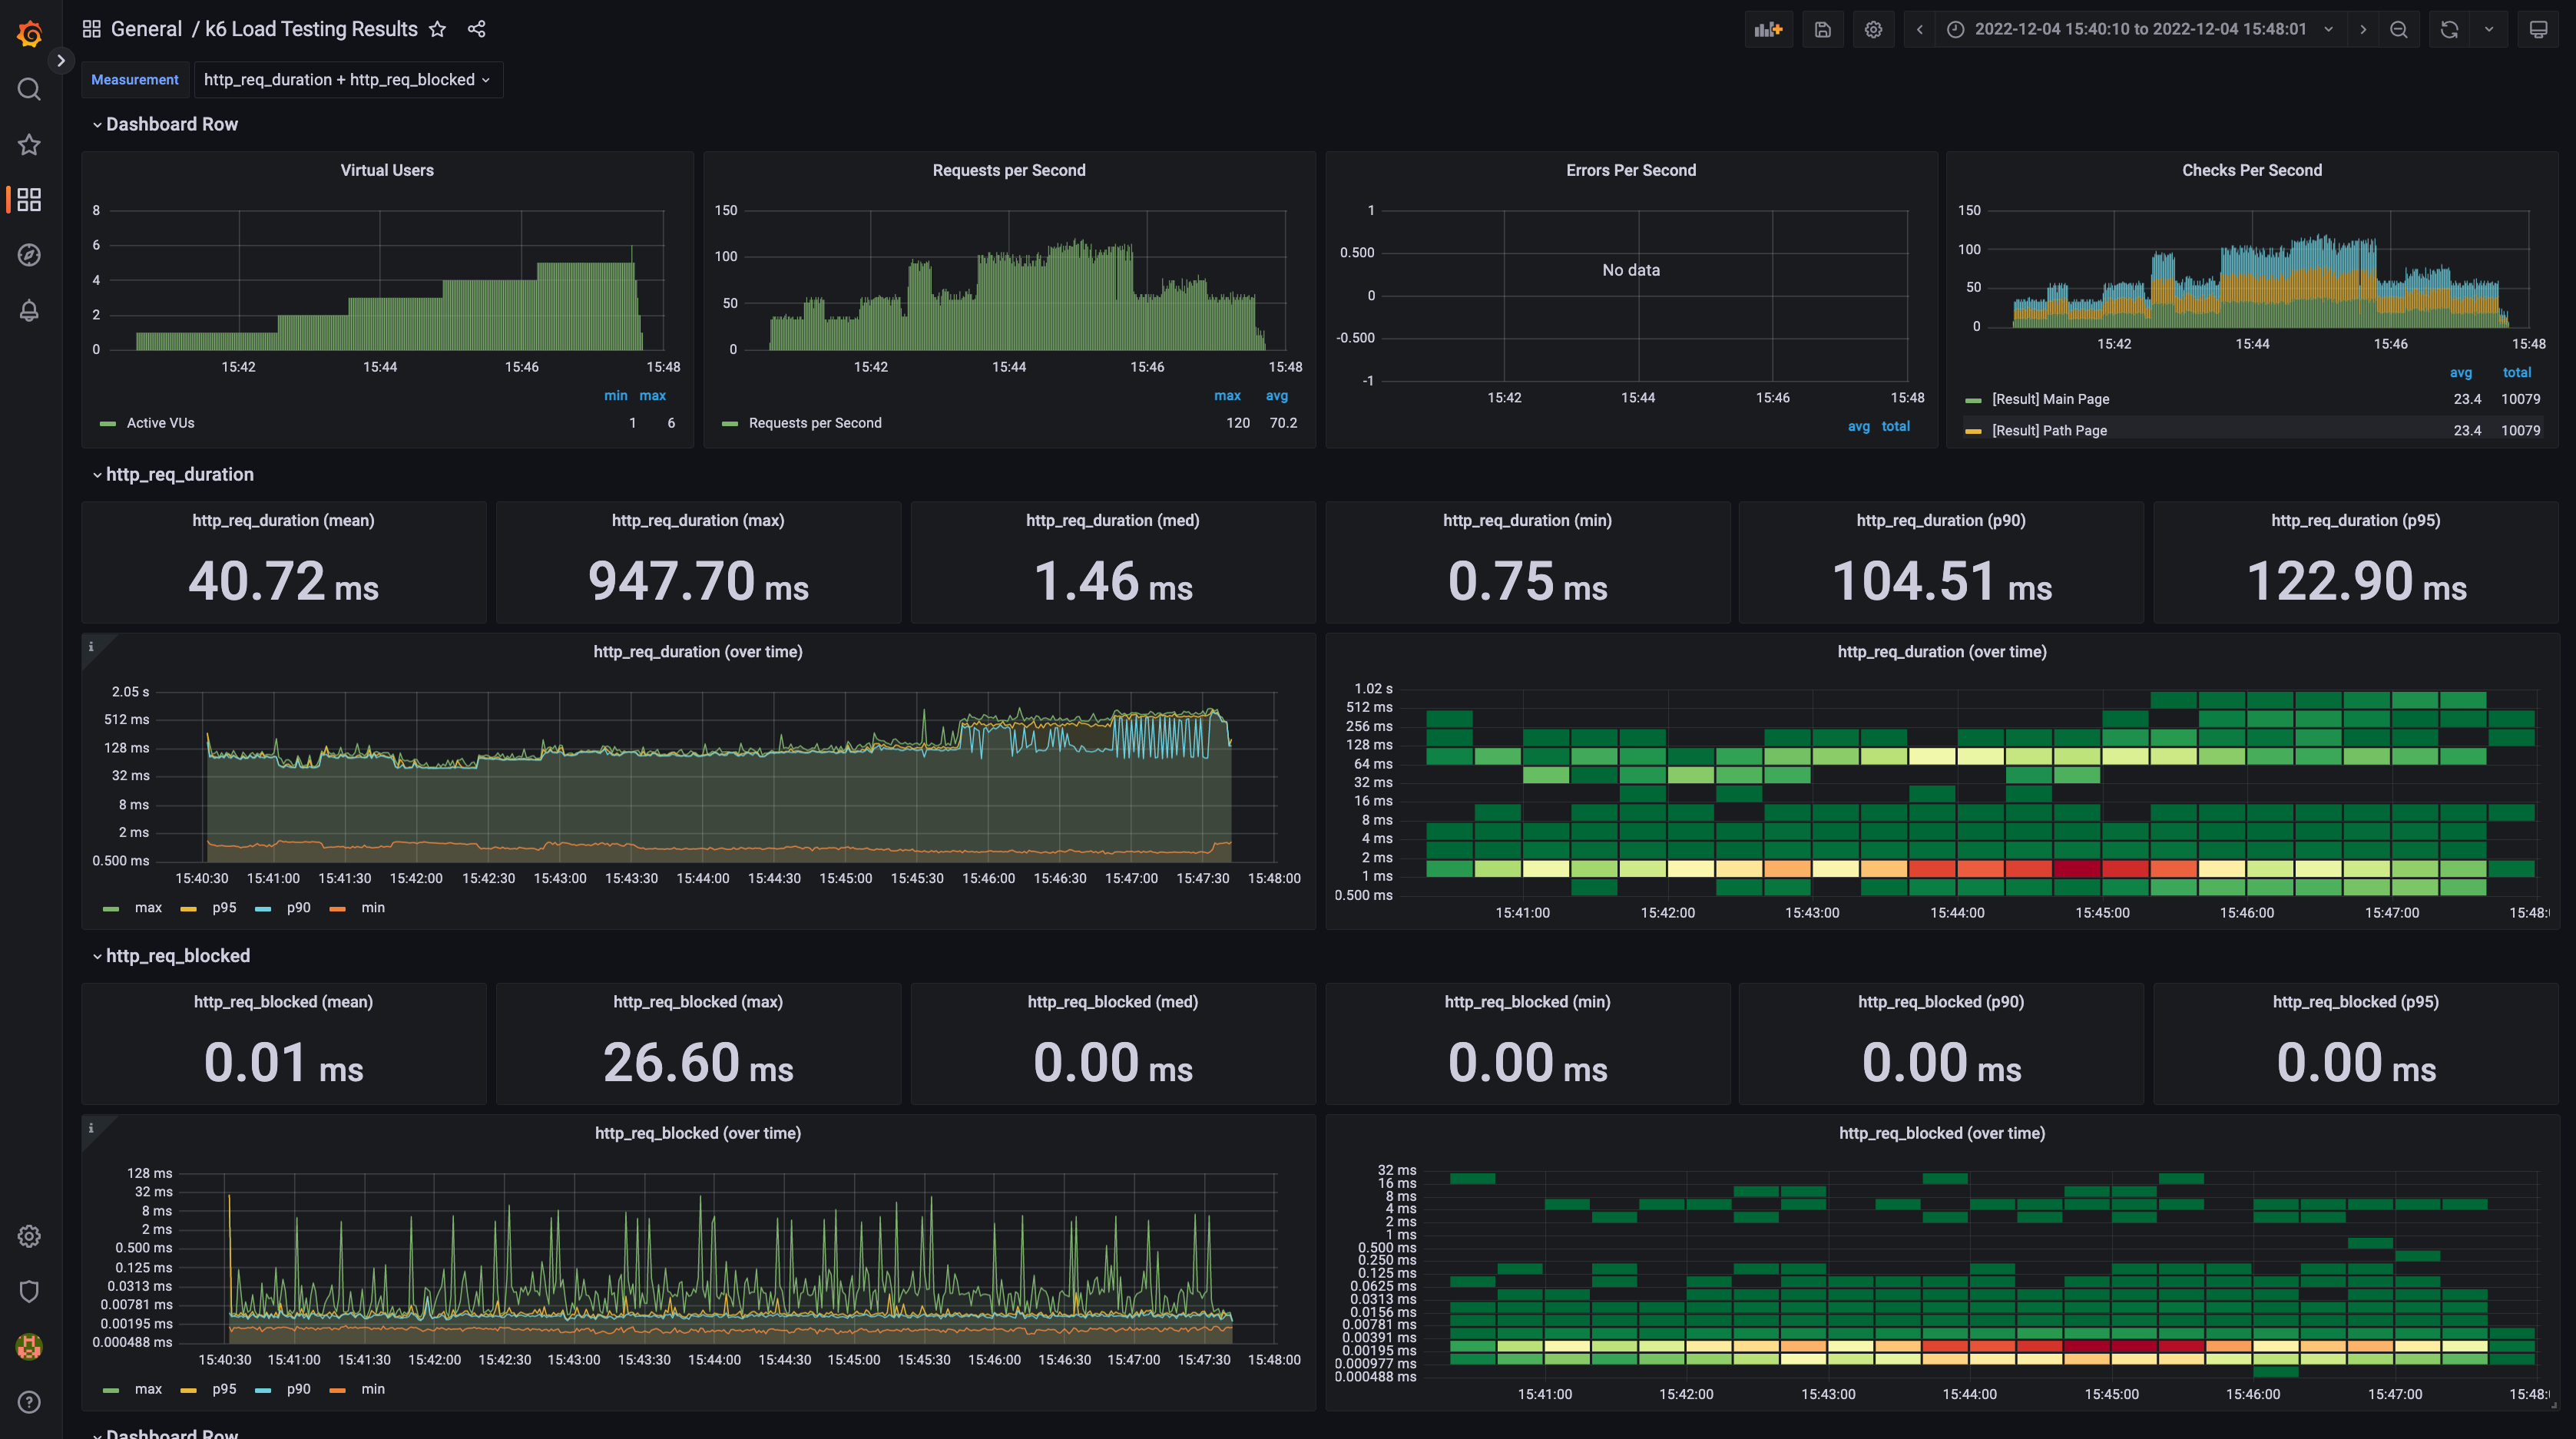 General / k6 Load Testing Results
2022-12-04 15:40:10 to 2022-12-04 15:48:01
Measurement http_req_duration + http_req_blocked
Dashboard Row
Virtual Users
8
6
4
2
0
15:42 15:44 15:46 15:48
min max
Active VUs 1 6
Requests per Second
150
100
50
0
15:42 15:44 15:46 15:48
max avg
Requests per Second 120 70.2
Errors Per Second
1
0.500
0
-0.500
-1
No data
15:42 15:44 15:46 15:48
avg total
Checks Per Second
150
100
50
0
15:42 15:44 15:46 15:48
avg total
[Result] Main Page 23.4 10079
[Result] Path Page 23.4 10079
http_req_duration
http_req_duration (mean)
40.72 ms
http_req_duration (max)
947.70 ms
http_req_duration (med)
1.46 ms
http_req_duration (min)
0.75 ms
http_req_duration (p90)
104.51 ms
http_req_duration (p95)
122.90 ms
http_req_duration (over time)
2.05 s
512 ms
128 ms
32 ms
8 ms
2 ms
0.500 ms
15:40:30 15:41:00 15:41:30 15:42:00 15:42:30 15:43:00 15:43:30 15:44:00 15:44:30 15:45:00 15:45:30 15:46:00 15:46:30 15:47:00 15:47:30 15:48:00
max p95 p90 min
http_req_duration (over time)
1.02 s
512 ms
256 ms
128 ms
64 ms
32 ms
16 ms
8 ms
4 ms
2 ms
1 ms
0.500 ms
15:41:00 15:42:00 15:43:00 15:44:00 15:45:00 15:46:00 15:47:00 15:48:
http_req_blocked
http_req_blocked (mean)
0.01 ms
http_req_blocked (max)
26.60 ms
http_req_blocked (med)
0.00 ms
http_req_blocked (min)
0.00 ms
http_req_blocked (p90)
0.00 ms
http_req_blocked (p95)
0.00 ms
http_req_blocked (over time)
128 ms
32 ms
8 ms
2 ms
0.500 ms
0.125 ms
0.0313 ms
0.00781 ms
0.00195 ms
0.000488 ms
15:40:30 15:41:00 15:41:30 15:42:00 15:42:30 15:43:00 15:43:30 15:44:00 15:44:30 15:45:00 15:45:30 15:46:00 15:46:30 15:47:00 15:47:30 15:48:00
max p95 p90 min
http_req_blocked (over time)
32 ms
16 ms
8 ms
4 ms
2 ms
1 ms
0.500 ms
0.250 ms
0.125 ms
0.0625 ms
0.0313 ms
0.0156 ms
0.00781 ms
0.00391 ms
0.00195 ms
0.000977 ms
0.000488 ms
15:41:00 15:42:00 15:43:00 15:44:00 15:45:00 15:46:00 15:47:00 15:48:
Dashboard Row